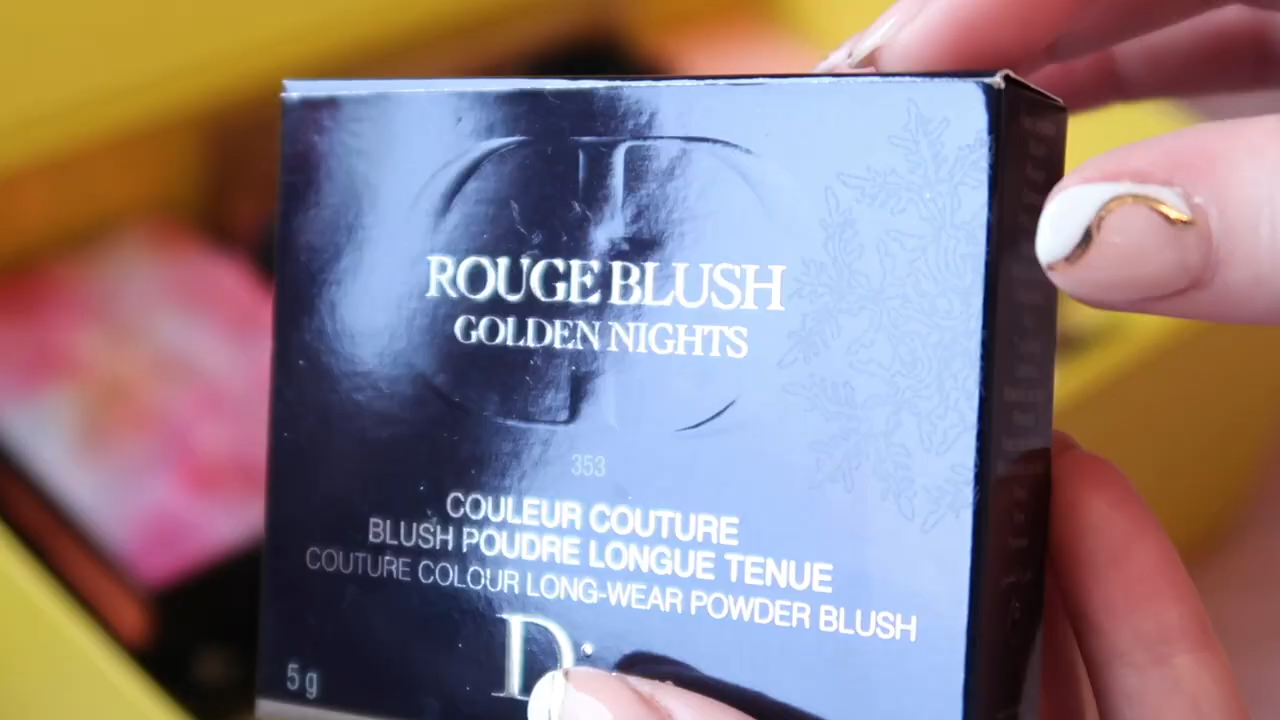 ROUGE BLUSH
GOLDEN NIGHTS
353
COULEUR COUTURE
BLUSH POUDRE LONGUE TENUE
COUTURE COLOUR LONG-WEAR POWDER BLUSH
5 g